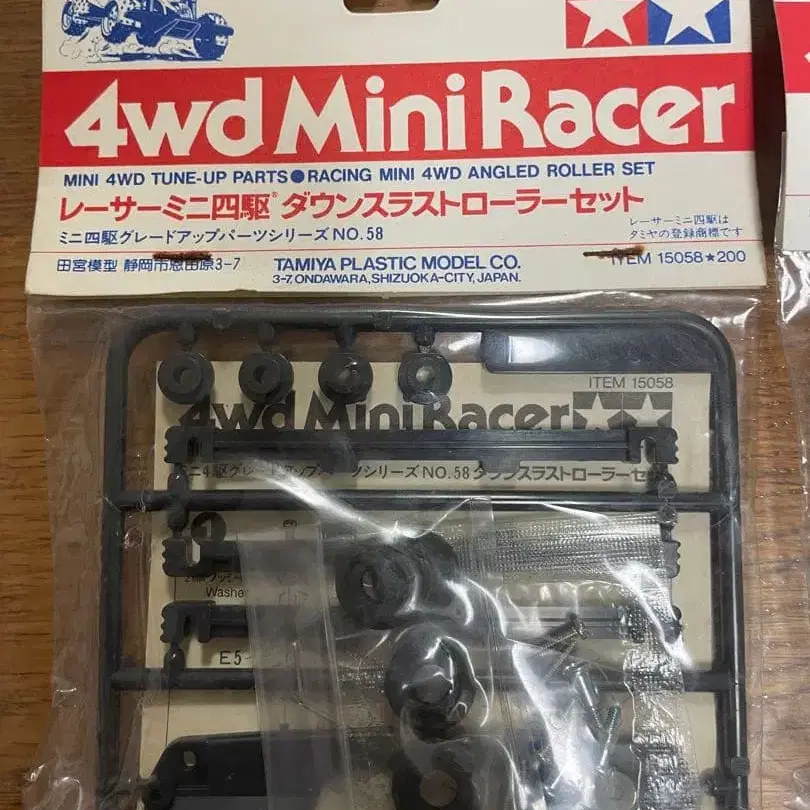 4wd Mini Racer
MINI 4WD TUNE-UP PARTS●RACING MINI 4WD ANGLED ROLLER SET
レーサーミニ四駆® ダウンスラストローラーセット
ミニ四駆グレードアップパーツシリーズ NO.58
レーサーミニ四駆は
タミヤの登録商標です
田宮模型 静岡市恩田原3-7
TAMIYA PLASTIC MODEL CO.
3-7, ONDAWARA, SHIZUOKA-CITY, JAPAN.
ITEM 15058★200
ITEM 15058
4wd Mini Racer
ミニ4駆グレードアップパーツシリーズ NO.58 ダウンスラストローラーセ
Washe
E5